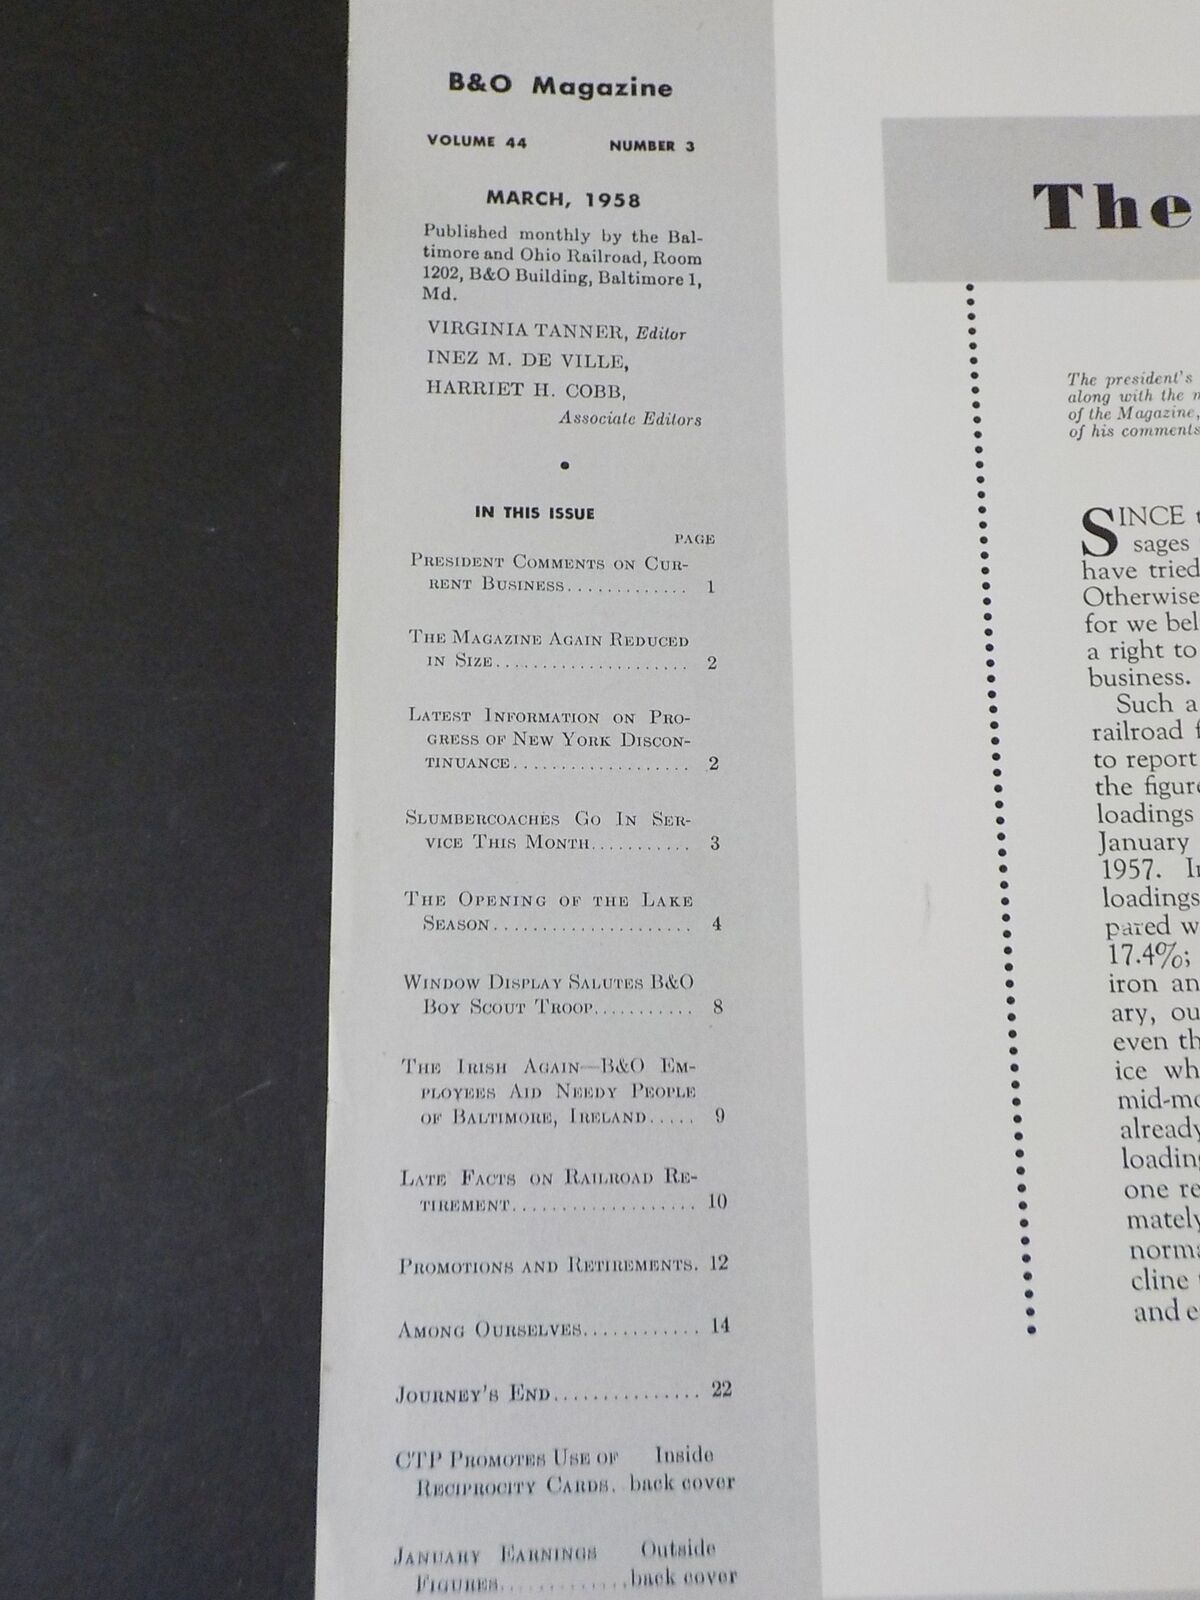 B&O Magazine
VOLUME 44 NUMBER 3
MARCH, 1958
Published monthly by the Bal-
timore and Ohio Railroad, Room
1202, B&O Building, Baltimore 1,
Md.
VIRGINIA TANNER, Editor
INEZ M. DE VILLE,
HARRIET H. COBB,
Associate Editors
•
IN THIS ISSUE
PAGE
PRESIDENT COMMENTS ON CUR-
RENT BUSINESS............. 1
THE MAGAZINE AGAIN REDUCED
IN SIZE..................... 2
LATEST INFORMATION ON PRO-
GRESS OF NEW YORK DISCON-
TINUANCE................... 2
SLUMBERCOACHES GO IN SER-
VICE THIS MONTH........... 3
THE OPENING OF THE LAKE
SEASON..................... 4
WINDOW DISPLAY SALUTES B&O
BOY SCOUT TROOP........... 8
THE IRISH AGAIN—B&O EM-
PLOYEES AID NEEDY PEOPLE
OF BALTIMORE, IRELAND..... 9
LATE FACTS ON RAILROAD RE-
TIREMENT................... 10
PROMOTIONS AND RETIREMENTS. 12
AMONG OURSELVES............ 14
JOURNEY'S END............... 22
CTP PROMOTES USE OF Inside
RECIPROCITY CARDS. back cover
JANUARY EARNINGS Outside
FIGURES.............back cover
The
The president's
along with the
of the Magazine,
of his comments
SINCE
sages
have tried
Otherwise
for we bel
a right to
business.
Such a
railroad
to report
the figure
loadings
January
1957. In
loadings
pared w
17.4%;
iron an
ary, ou
even th
ice wh
mid-mo
already
loading
one re
mately
norma
cline
and e